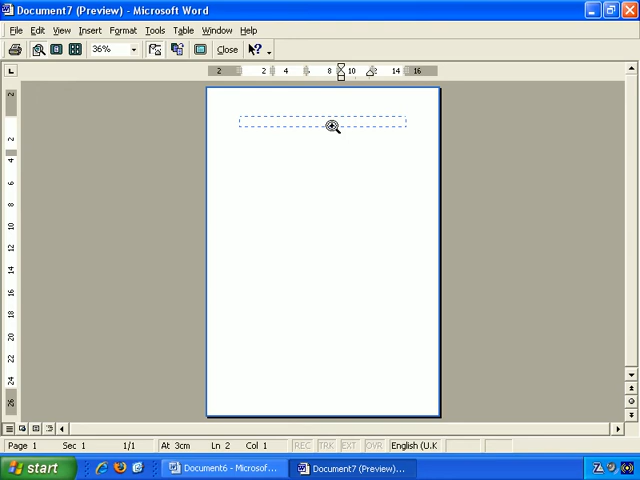 Document7 (Preview) - Microsoft Word
File Edit View Insert Format Tools Table Window Help
36% Close
2 2 4 8 10 2 14 16
2
2
4
6
8
10
12
14
16
18
20
22
24
26
Page 1 Sec 1 1/1 At 3cm Ln 2 Col 1 REC TRK EXT OVR English (U.K
start Document6 - Microsof... Document7 (Preview)...